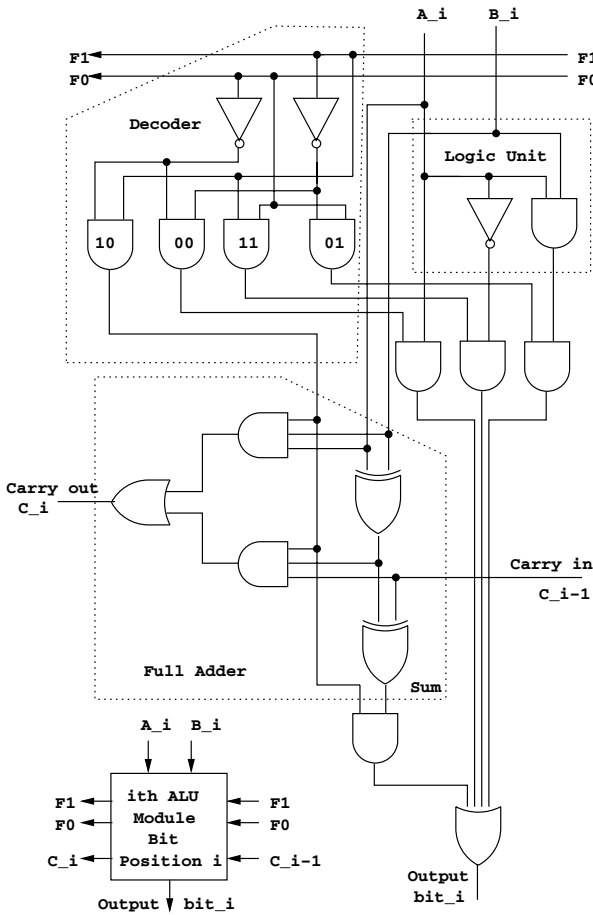 A_i B_i
F1 F1
F0 F0
Decoder
Logic Unit
10 00 11 01
Carry out
C_i
Carry in
C_i-1
Full Adder
Sum
A_i B_i
F1 ith ALU F1
F0 Module F0
Bit
C_i Position i C_i-1
Output bit_i
Output
bit_i